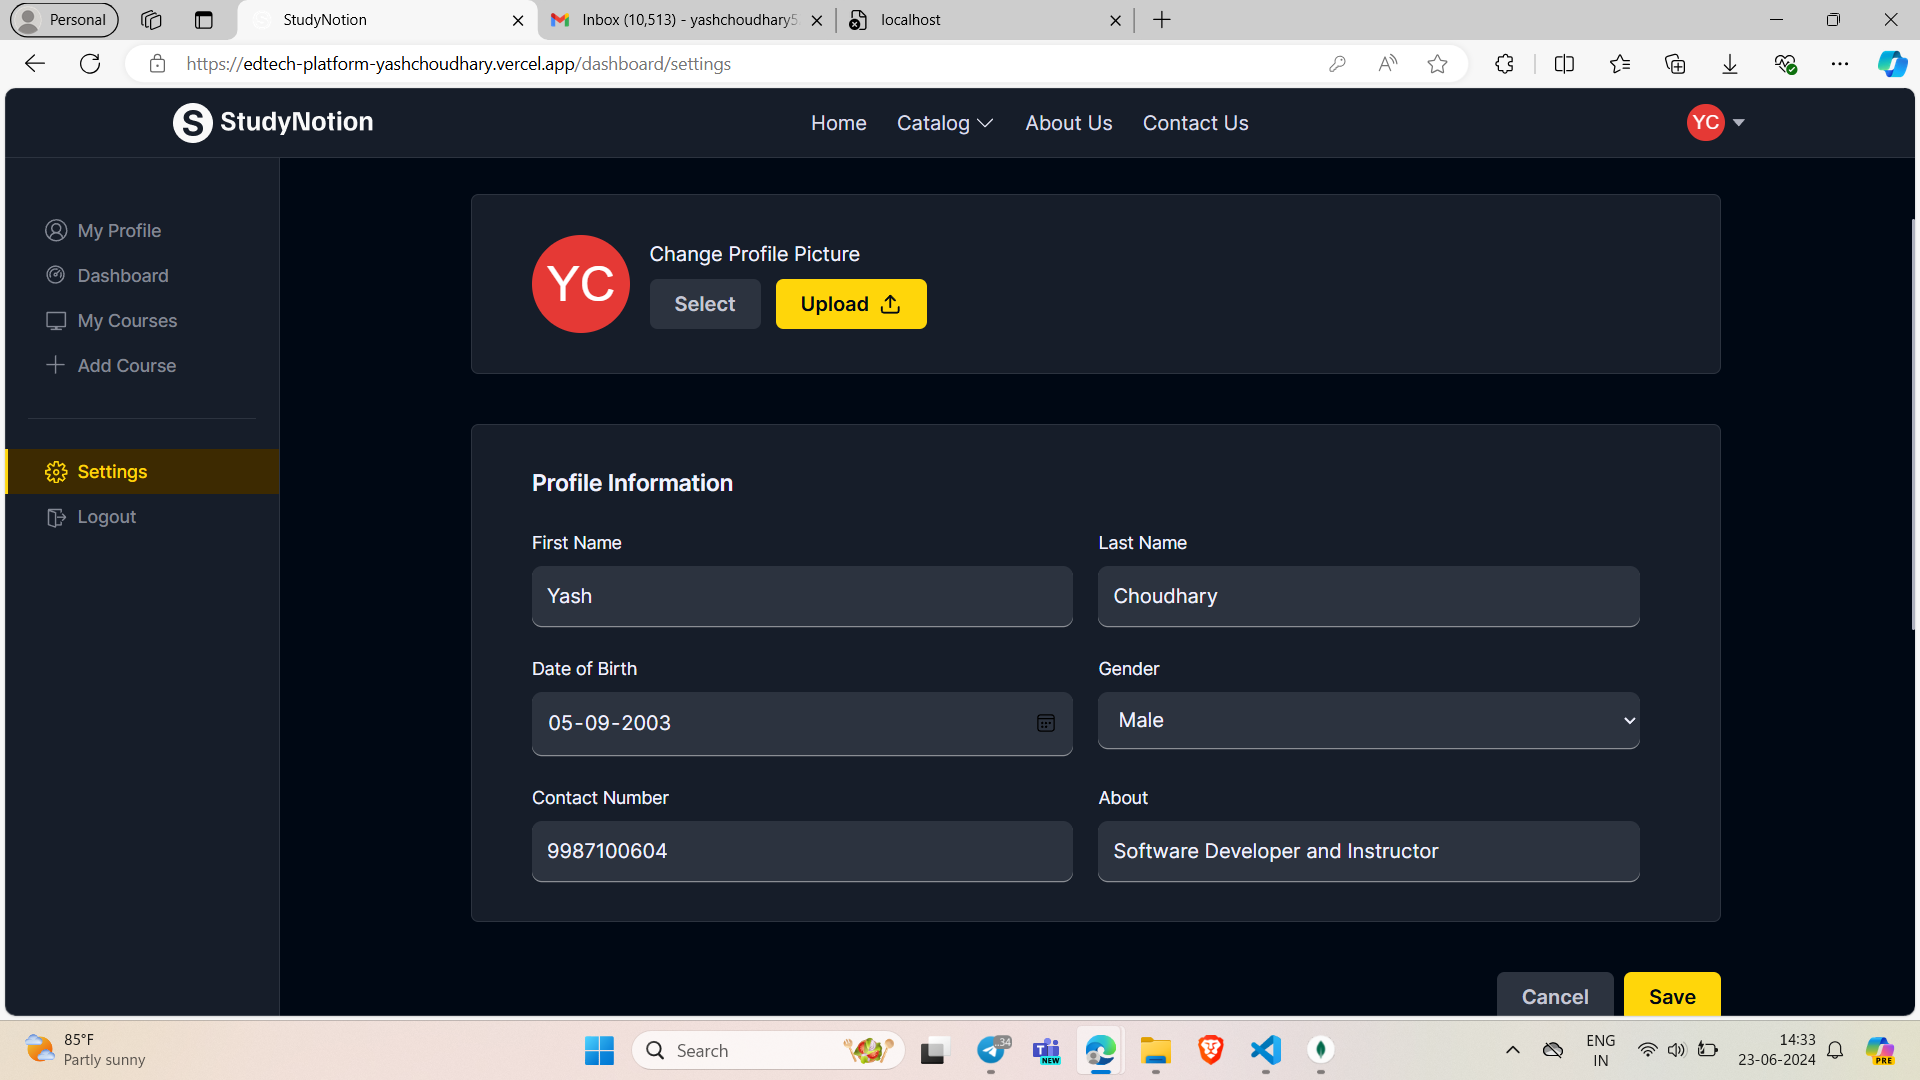 Personal
StudyNotion
Inbox (10,513) - yashchoudhary5
localhost
https://edtech-platform-yashchoudhary.vercel.app/dashboard/settings
S StudyNotion
Home
Catalog
About Us
Contact Us
YC
My Profile
Dashboard
My Courses
Add Course
Settings
Logout
YC
Change Profile Picture
Select
Upload
Profile Information
First Name
Last Name
Yash
Choudhary
Date of Birth
Gender
05-09-2003
Male
Contact Number
About
9987100604
Software Developer and Instructor
Cancel
Save
85°F
Partly sunny
Search
..34
NEW
ENG
IN
14:33
23-06-2024
PRE